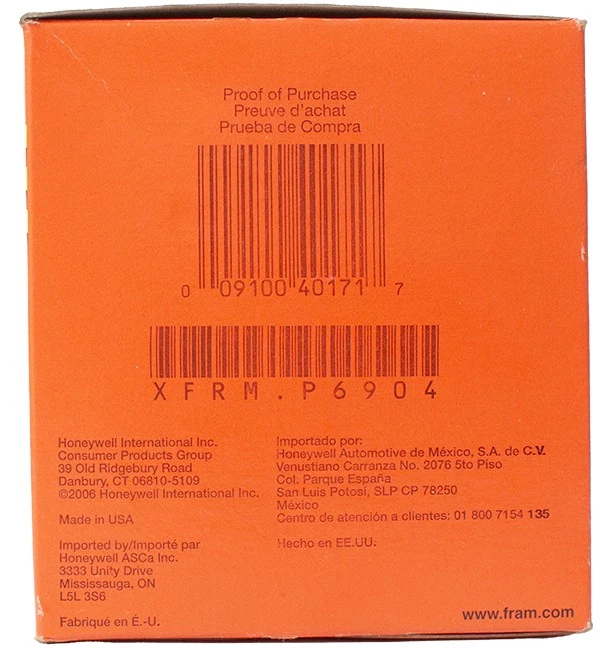 Proof of Purchase
Preuve d'achat
Prueba de Compra
0 09100 40171 7
XFRM.P6904
Honeywell International Inc.
Consumer Products Group
39 Old Ridgebury Road
Danbury, CT 06810-5109
©2006 Honeywell International Inc.
Made in USA
Imported by/Importé par
Honeywell ASCa Inc.
3333 Unity Drive
Mississauga, ON
L5L 3S6
Fabriqué en É.-U.
Importado por:
Honeywell Automotive de México, S.A. de C.V.
Venustiano Carranza No. 2076 5to Piso
Col. Parque España
San Luis Potosí, SLP CP 78250
México
Centro de atención a clientes: 01 800 7154 135
Hecho en EE.UU.
www.fram.com